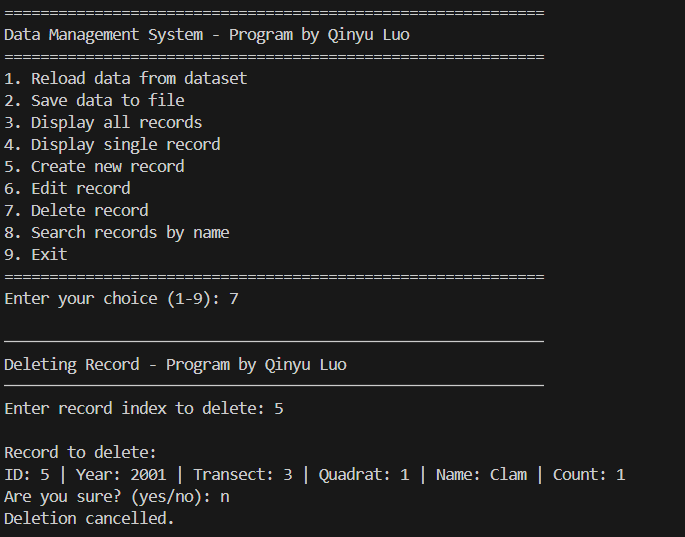 ============================================================
Data Management System - Program by Qinyu Luo
============================================================
1. Reload data from dataset
2. Save data to file
3. Display all records
4. Display single record
5. Create new record
6. Edit record
7. Delete record
8. Search records by name
9. Exit
============================================================
Enter your choice (1-9): 7
────────────────────────────────────────────────────────────
Deleting Record - Program by Qinyu Luo
────────────────────────────────────────────────────────────
Enter record index to delete: 5
Record to delete:
ID: 5 | Year: 2001 | Transect: 3 | Quadrat: 1 | Name: Clam | Count: 1
Are you sure? (yes/no): n
Deletion cancelled.